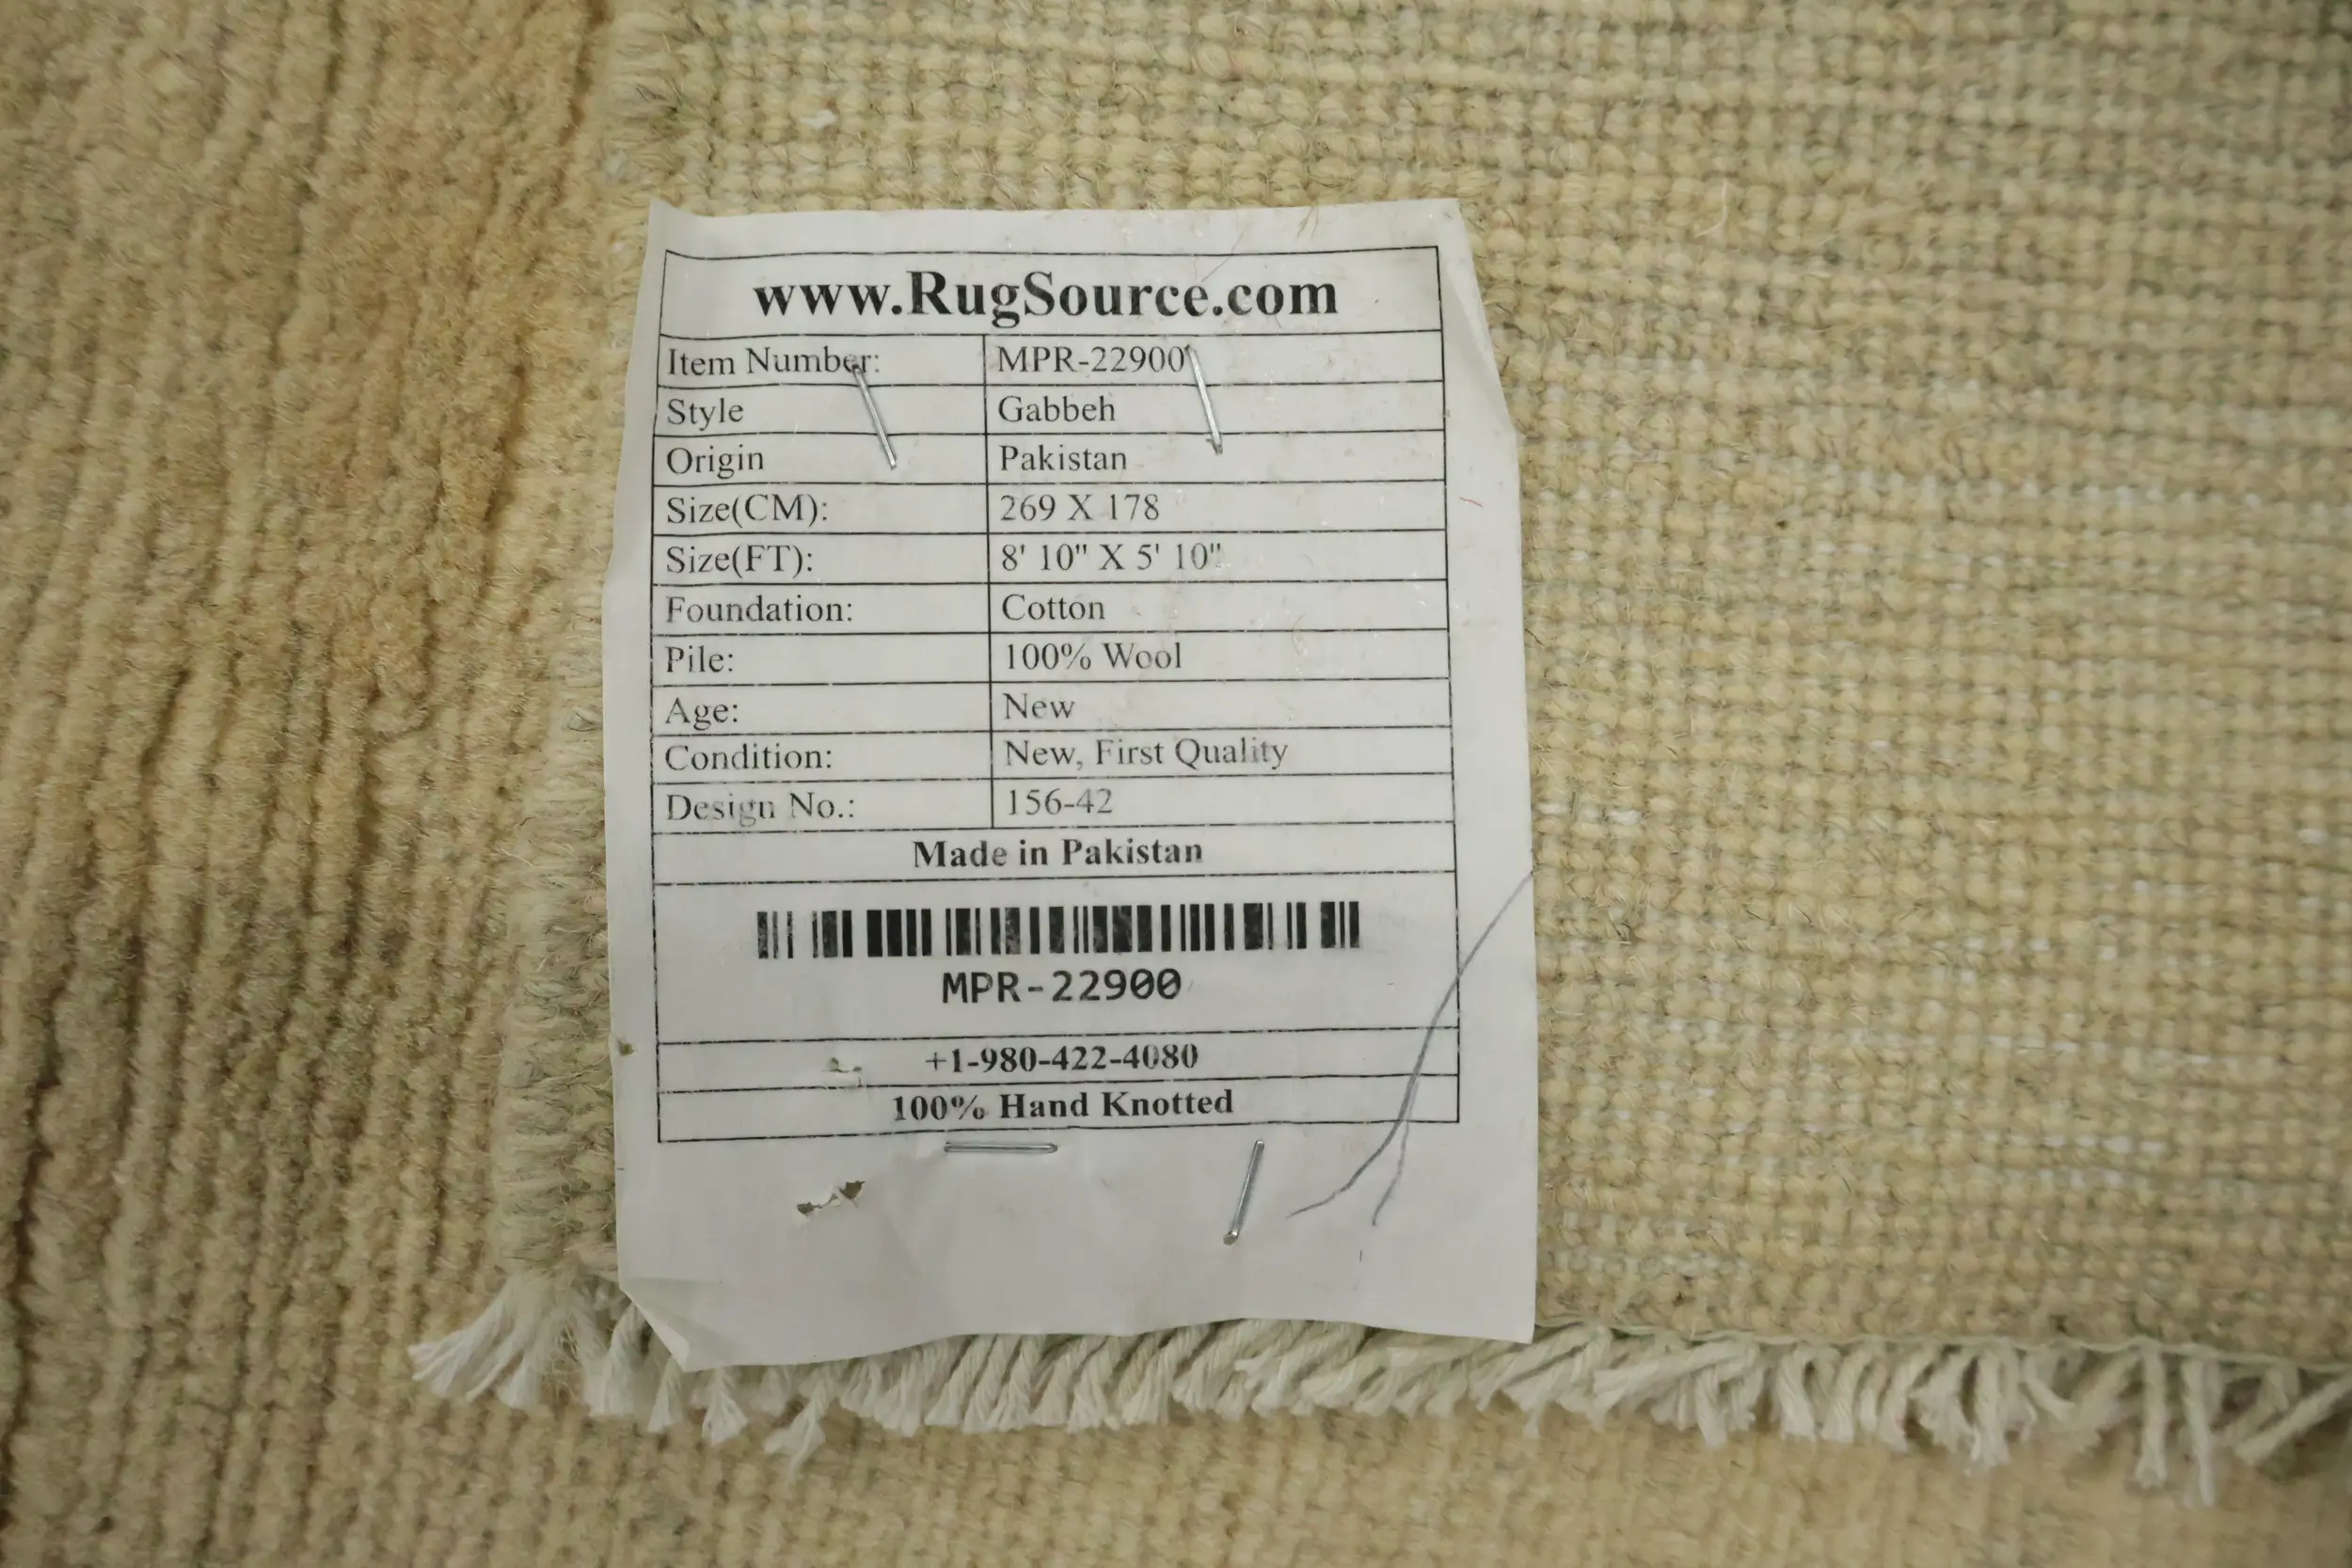 www.RugSource.com
Item Number: MPR-22900
Style Gabbeh
Origin Pakistan
Size(CM): 269 X 178
Size(FT): 8' 10" X 5' 10"
Foundation: Cotton
Pile: 100% Wool
Age: New
Condition: New, First Quality
Design No.: 156-42
Made in Pakistan
MPR-22900
+1-980-422-4080
100% Hand Knotted